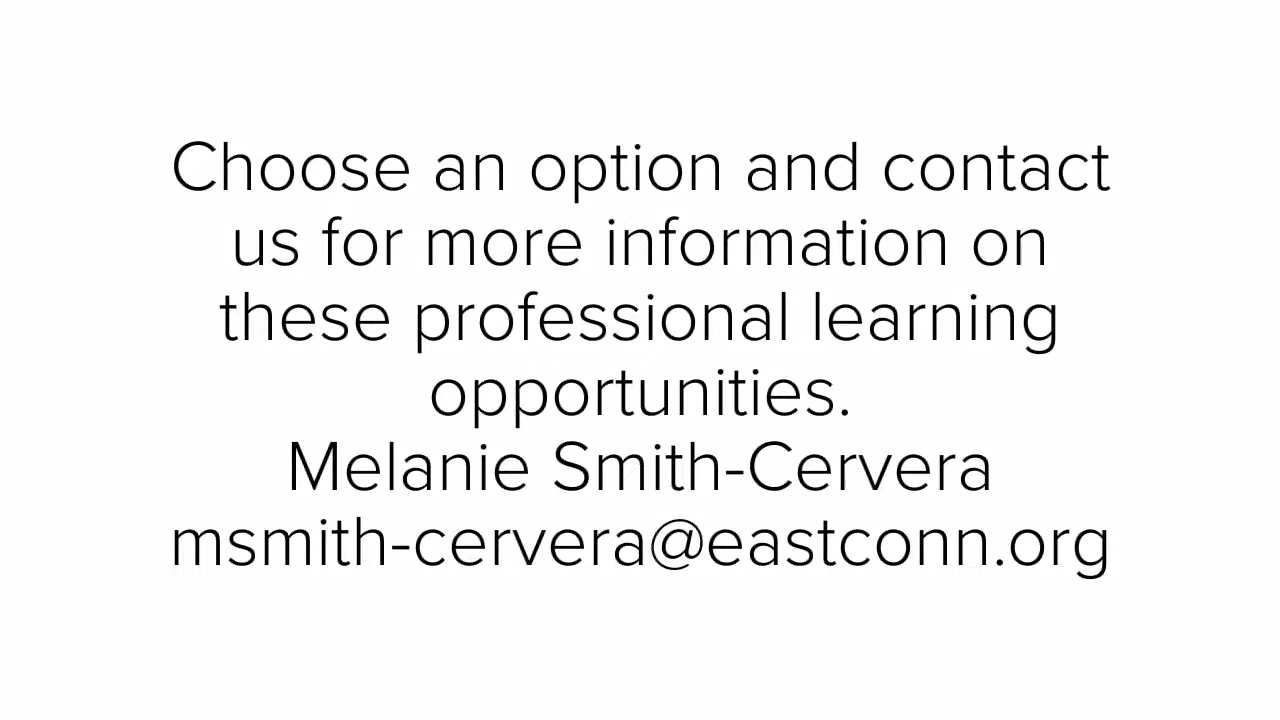 Choose an option and contact
us for more information on
these professional learning
opportunities.
Melanie Smith-Cervera
msmith-cervera@eastconn.org